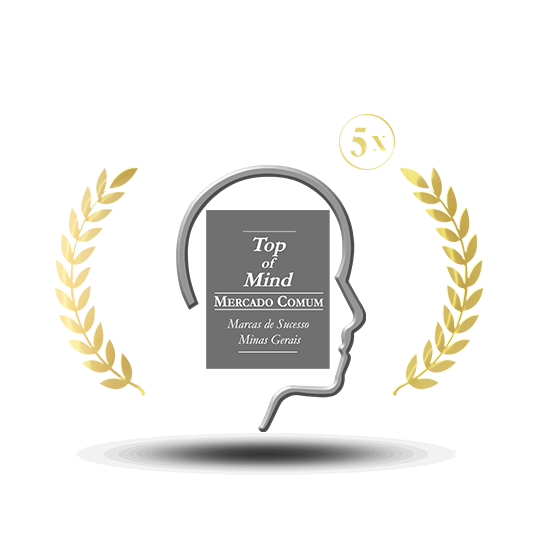 5x
Top
of
Mind
MERCADO COMUM
Marcas de Sucesso
Minas Gerais